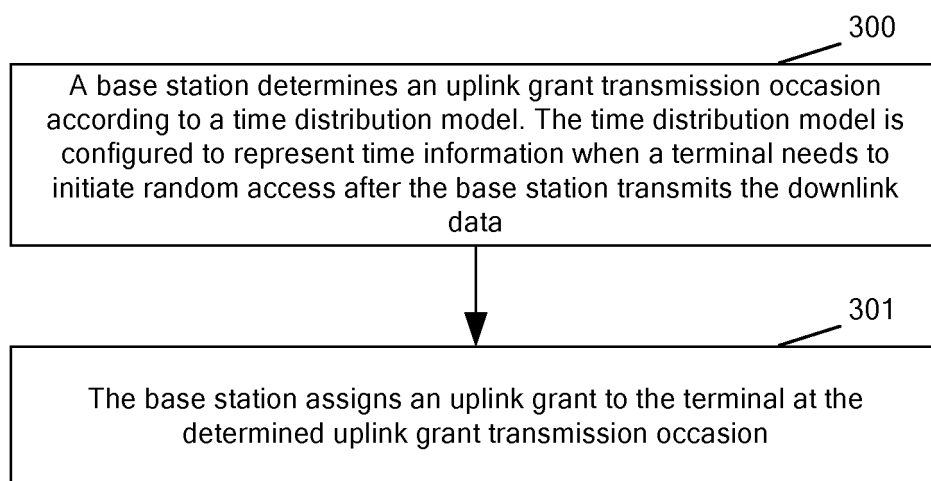 300
A base station determines an uplink grant transmission occasion
according to a time distribution model. The time distribution model is
configured to represent time information when a terminal needs to
initiate random access after the base station transmits the downlink
data
301
The base station assigns an uplink grant to the terminal at the
determined uplink grant transmission occasion